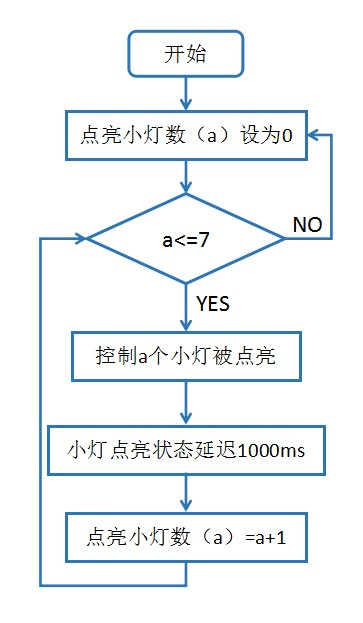 开始
点亮小灯数（a）设为0
a<=7
NO
YES
控制a个小灯被点亮
小灯点亮状态延迟1000ms
点亮小灯数（a）=a+1